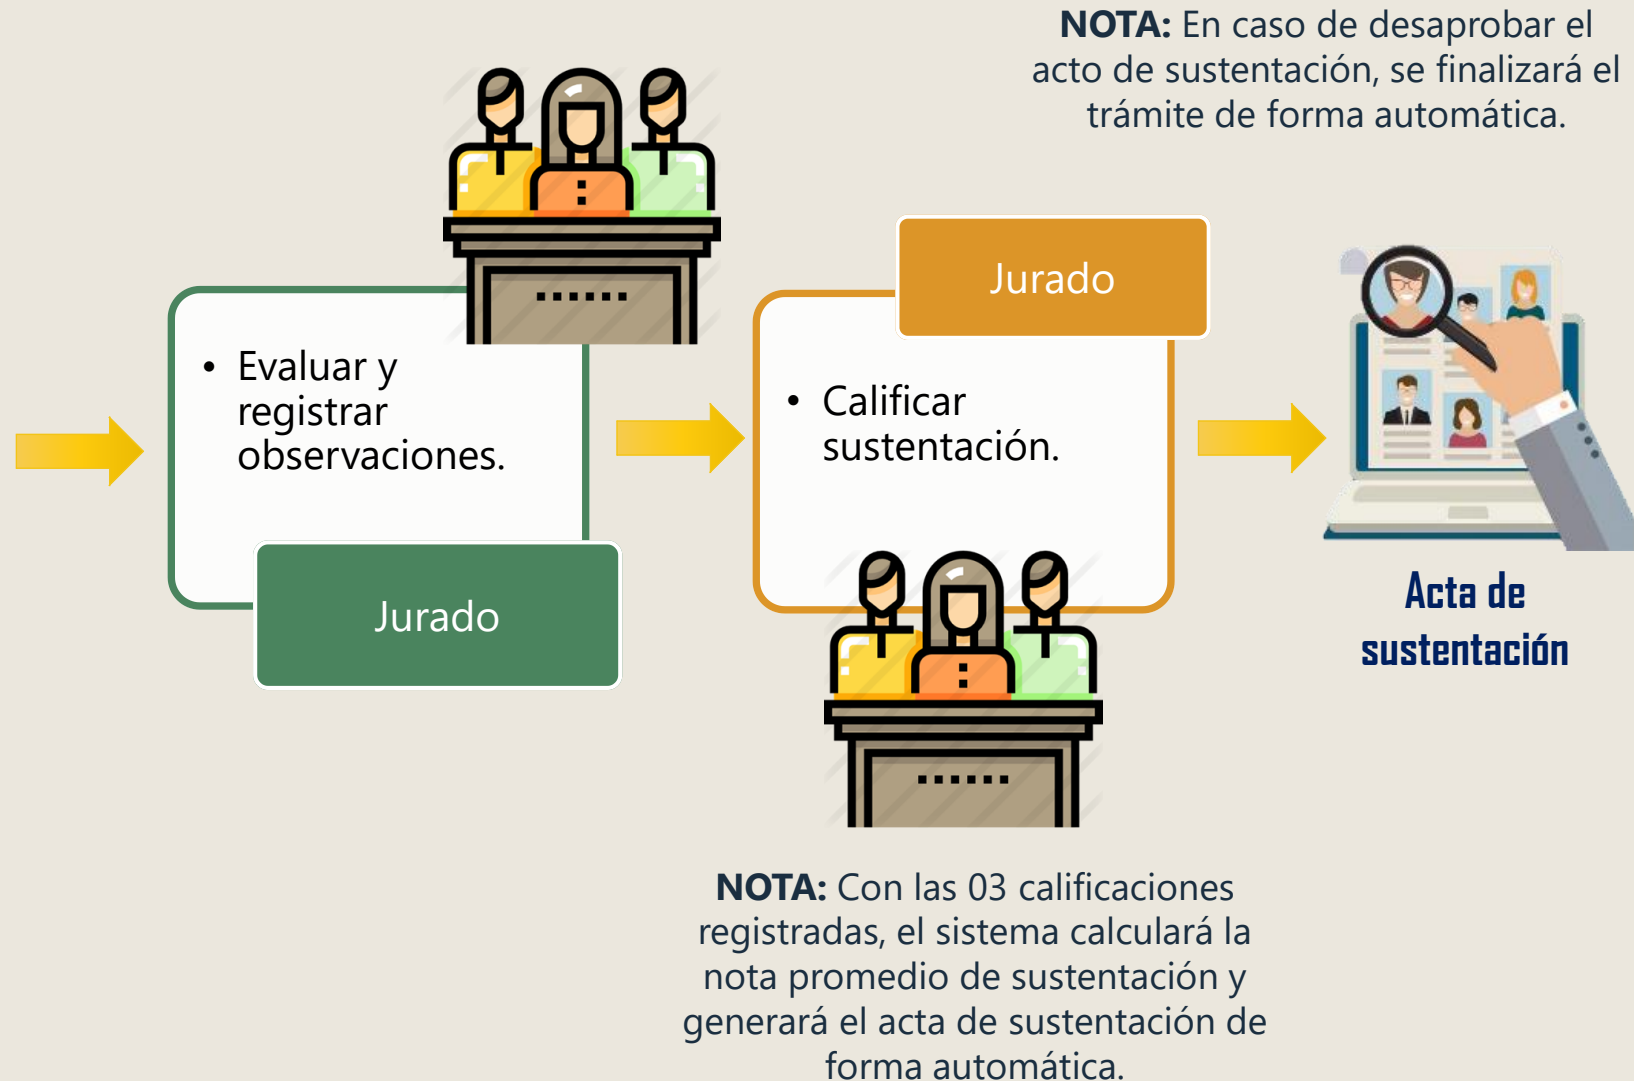 NOTA: En caso de desaprobar el
acto de sustentación, se finalizará el
trámite de forma automática.
• Evaluar y
registrar
observaciones.
Jurado
Jurado
• Calificar
sustentación.
Acta de
sustentación
NOTA: Con las 03 calificaciones
registradas, el sistema calculará la
nota promedio de sustentación y
generará el acta de sustentación de
forma automática.